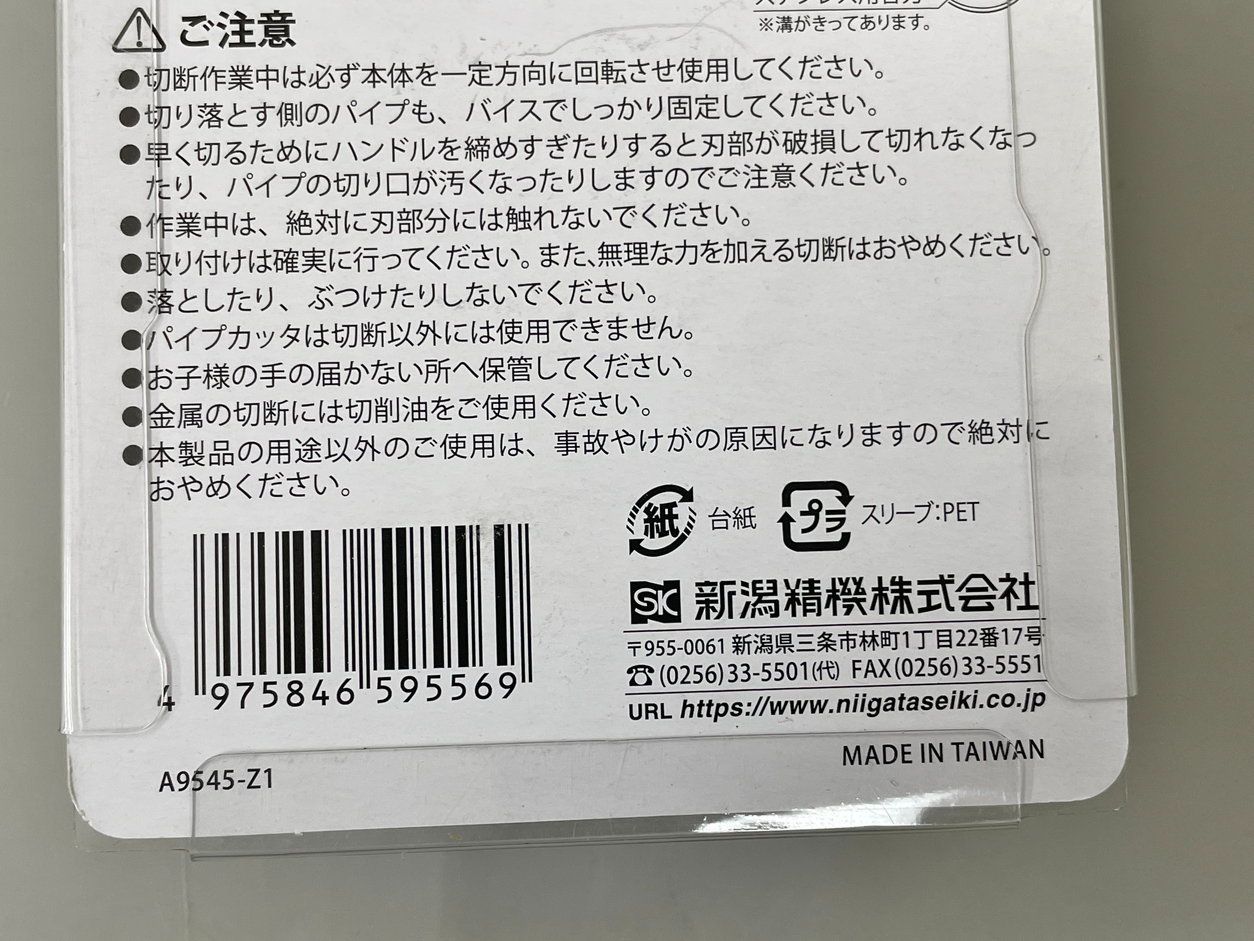 ※溝がきってあります。
⚠ ご注意
●切断作業中は必ず本体を一定方向に回転させ使用してください。
●切り落とす側のパイプも、バイスでしっかり固定してください。
●早く切るためにハンドルを締めすぎたりすると刃部が破損して切れなくなっ
たり、パイプの切り口が汚くなったりしますのでご注意ください。
●作業中は、絶対に刃部分には触れないでください。
●取り付けは確実に行ってください。また、無理な力を加える切断はおやめください。
●落としたり、ぶつけたりしないでください。
●パイプカッタは切断以外には使用できません。
●お子様の手の届かない所へ保管してください。
●金属の切断には切削油をご使用ください。
●本製品の用途以外のご使用は、事故やけがの原因になりますので絶対に
おやめください。
紙 台紙 プラ スリーブ:PET
SK 新潟精機株式会社
〒955-0061 新潟県三条市林町1丁目22番17号
☎(0256)33-5501(代) FAX(0256)33-5551
URL https://www.niigataseiki.co.jp
4 975846 595569
MADE IN TAIWAN
A9545-Z1